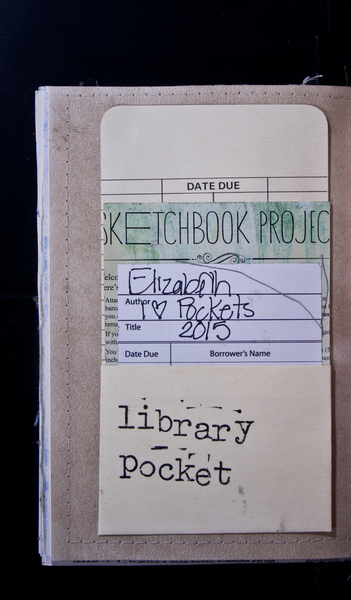 DATE DUE
SKETCHBOOK PROJEC
Elizabeth
Author I ♡ Pockets
Title 2015
Date Due Borrower's Name
library
pocket